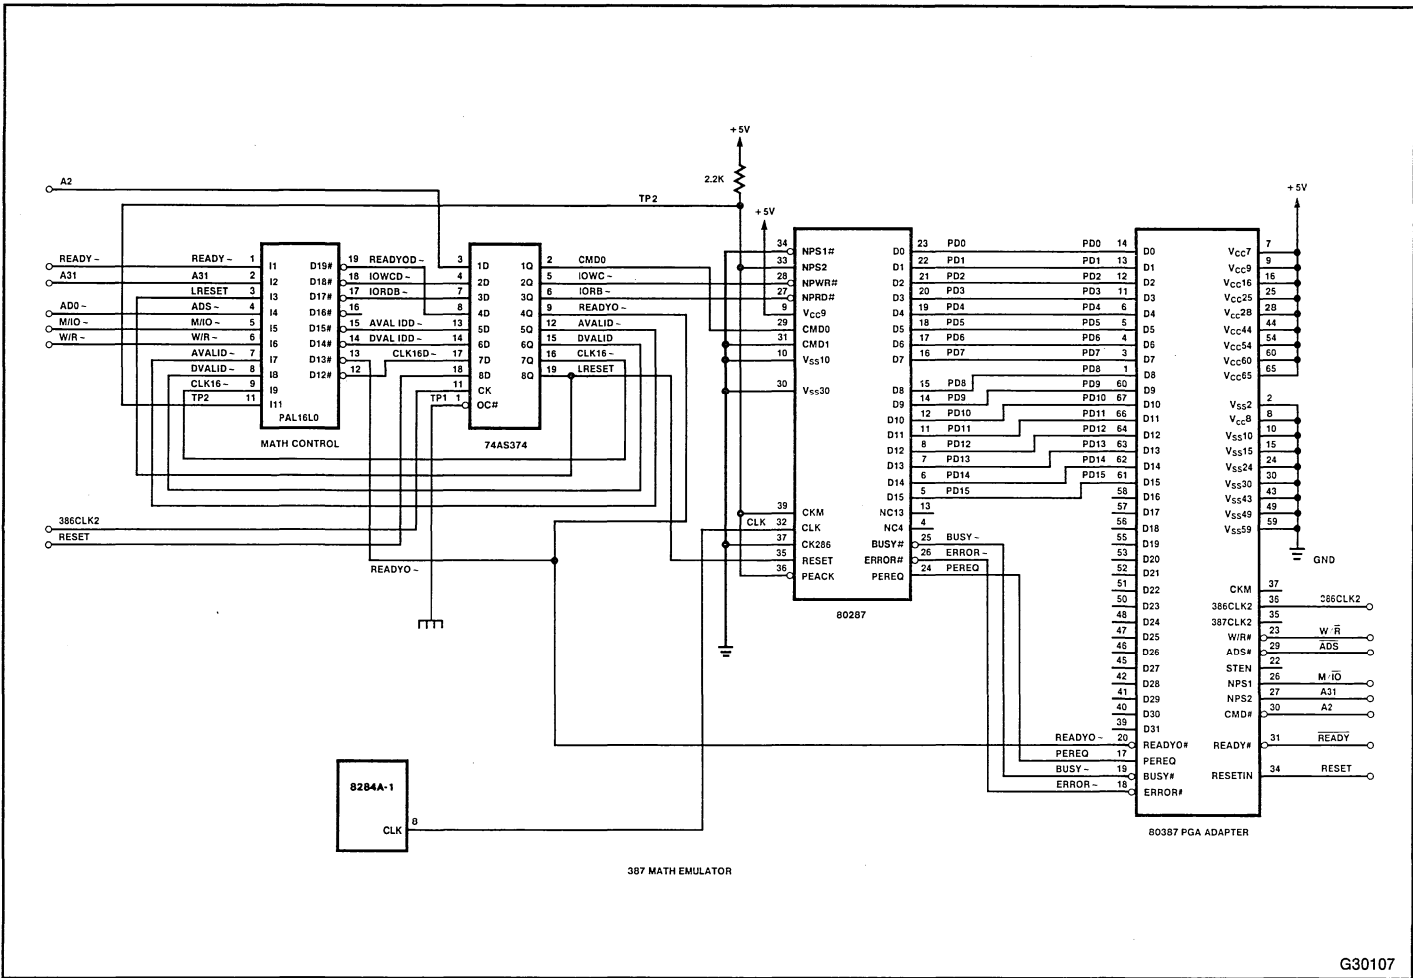 +5V
2.2K
TP2
+5V
+5V
A2
READY~ READY~ 1 I1 D19# 19 READYOD~ 3 1D 1Q 2 CMD0
A31 A31 2 I2 D18# 18 IOWCD~ 4 2D 2Q 5 IOWC~
LRESET 3 I3 D17# 17 IORDB~ 7 3D 3Q 6 IORB~
AD0~ ADS~ 4 I4 D16# 16 8 4D 4Q 9 READYO~
M/IO~ M/IO~ 5 I5 D15# 15 AVAL IDD~ 13 5D 5Q 12 AVALID~
W/R~ W/R~ 6 I6 D14# 14 DVAL IDD~ 14 6D 6Q 15 DVALID
AVALID~ 7 I7 D13# 13 CLK16D~ 17 7D 7Q 16 CLK16~
DVALID~ 8 I8 D12# 12 18 8D 8Q 19 LRESET
CLK16~ 9 I9 11 CK
TP2 11 I11 TP1 1 OC#
PAL16L0
MATH CONTROL
74AS374
386CLK2
RESET
READYO~
34 NPS1# D0 23 PD0
33 NPS2 D1 22 PD1
28 NPWR# D2 21 PD2
27 NPRD# D3 20 PD3
9 Vcc9 D4 19 PD4
29 CMD0 D5 18 PD5
31 CMD1 D6 17 PD6
10 Vss10 D7 16 PD7
30 Vss30 D8 15 PD8
D9 14 PD9
D10 12 PD10
D11 11 PD11
D12 8 PD12
D13 7 PD13
D14 6 PD14
D15 5 PD15
39 CKM NC13 13
CLK 32 CLK NC4 4
37 CK286 BUSY# 25 BUSY~
35 RESET ERROR# 26 ERROR~
36 PEACK PEREQ 24 PEREQ
80287
PD0 14 D0 Vcc7 7
PD1 13 D1 Vcc9 9
PD2 12 D2 Vcc16 16
PD3 11 D3 Vcc25 25
PD4 6 D4 Vcc28 28
PD5 5 D5 Vcc44 44
PD6 4 D6 Vcc54 54
PD7 3 D7 Vcc60 60
PD8 1 D8 Vcc65 65
PD9 60 D9
PD10 67 D10 Vss2 2
PD11 66 D11 Vcc8 8
PD12 64 D12 Vss10 10
PD13 63 D13 Vss15 15
PD14 62 D14 Vss24 24
PD15 61 D15 Vss30 30
58 D16 Vss43 43
57 D17 Vss49 49
56 D18 Vss59 59
55 D19
53 D20 GND
52 D21
51 D22 CKM 37
50 D23 386CLK2 36 386CLK2
48 D24 387CLK2 35
47 D25 W/R# 23 W/R̅
46 D26 ADS# 29 A̅D̅S̅
45 D27 STEN 22
42 D28 NPS1 26 M/I̅O̅
41 D29 NPS2 27 A31
40 D30 CMD# 30 A2
39 D31
READYO~ 20 READYO# READY# 31 R̅E̅A̅D̅Y̅
PEREQ 17 PEREQ
BUSY~ 19 BUSY# RESETIN 34 RESET
ERROR~ 18 ERROR#
80387 PGA ADAPTER
8284A-1
CLK 8
387 MATH EMULATOR
G30107